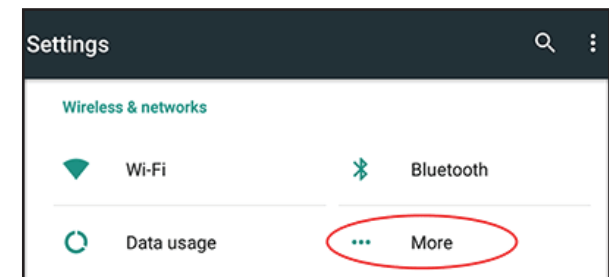 Settings
Wireless & networks
Wi-Fi
Bluetooth
Data usage
More